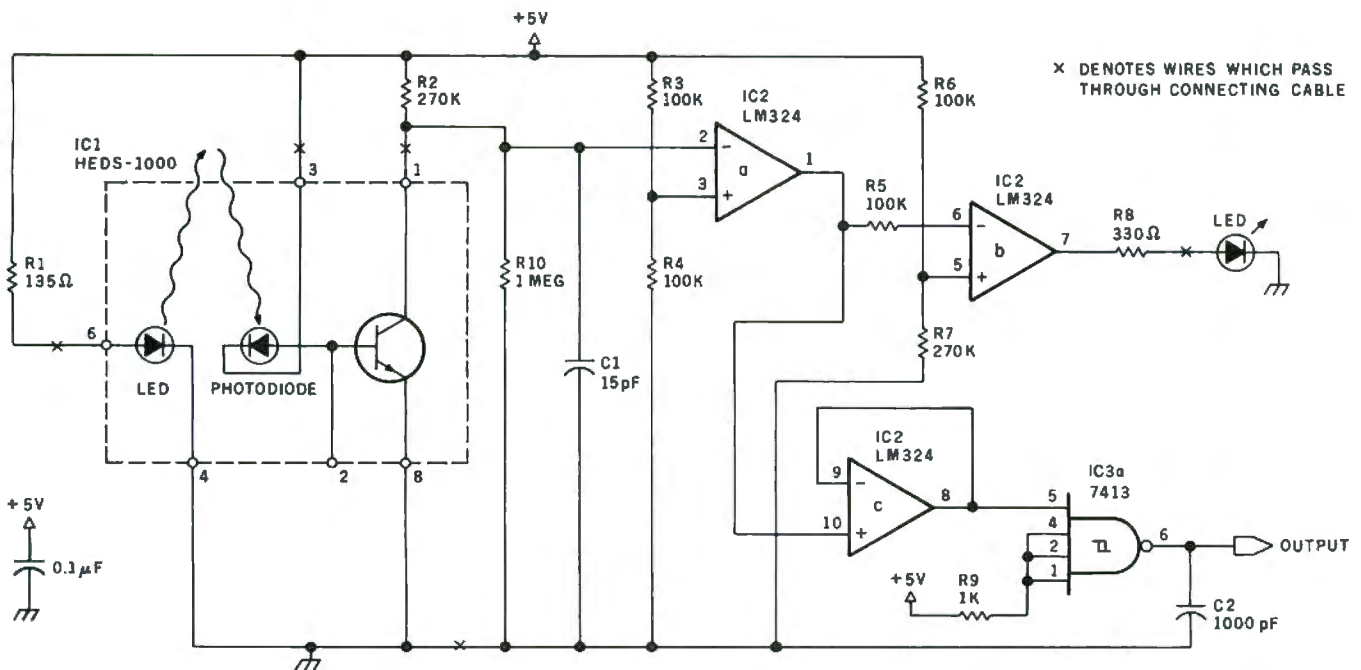 +5V
× DENOTES WIRES WHICH PASS
THROUGH CONNECTING CABLE
R2
270K
R3
100K
R6
100K
IC2
LM324
IC1
HEDS-1000
3
1
2
3
-
+
a
1
R5
100K
IC2
LM324
6
5
-
+
b
7
R8
330Ω
LED
R1
135Ω
R10
1 MEG
R4
100K
6
LED
PHOTODIODE
C1
15pF
R7
270K
4
2
8
IC2
LM324
9
10
-
+
c
8
IC3a
7413
5
4
2
1
6
OUTPUT
+5V
0.1µF
+5V
R9
1K
C2
1000 pF